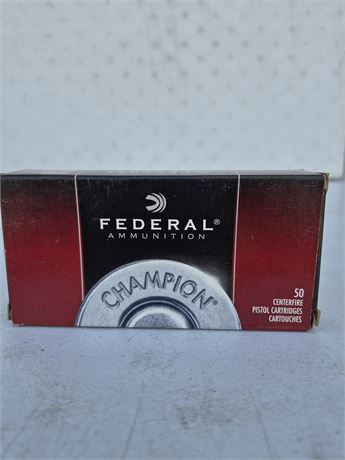 FEDERAL®
AMMUNITION
CHAMPION®
50
CENTERFIRE
PISTOL CARTRIDGES
CARTOUCHES